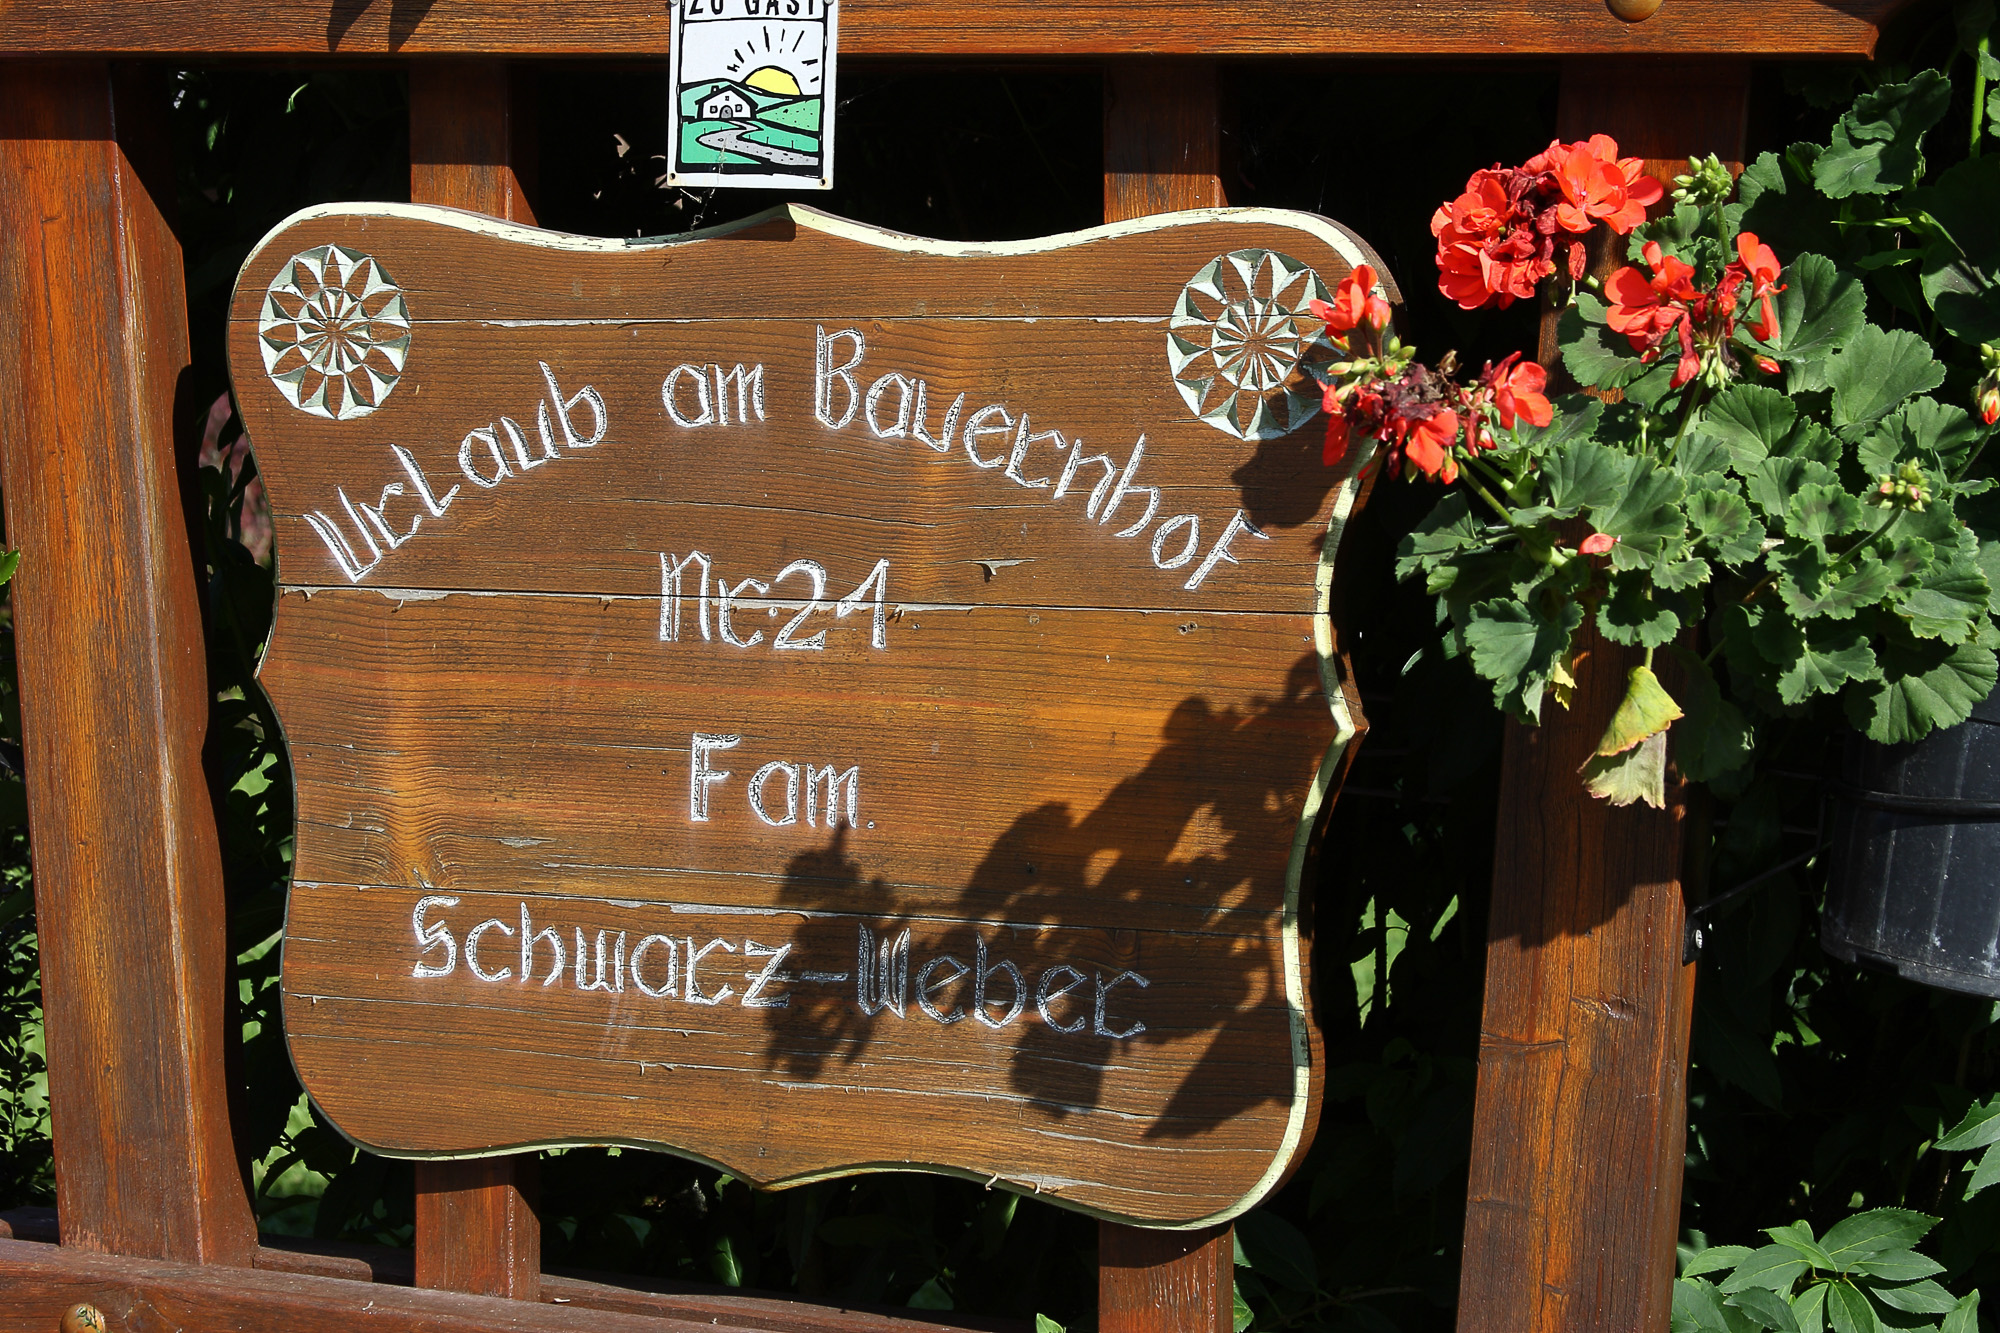 ZU GAST
Urlaub am Bauernhof
Nr.21
Fam.
Schwarz-Weber